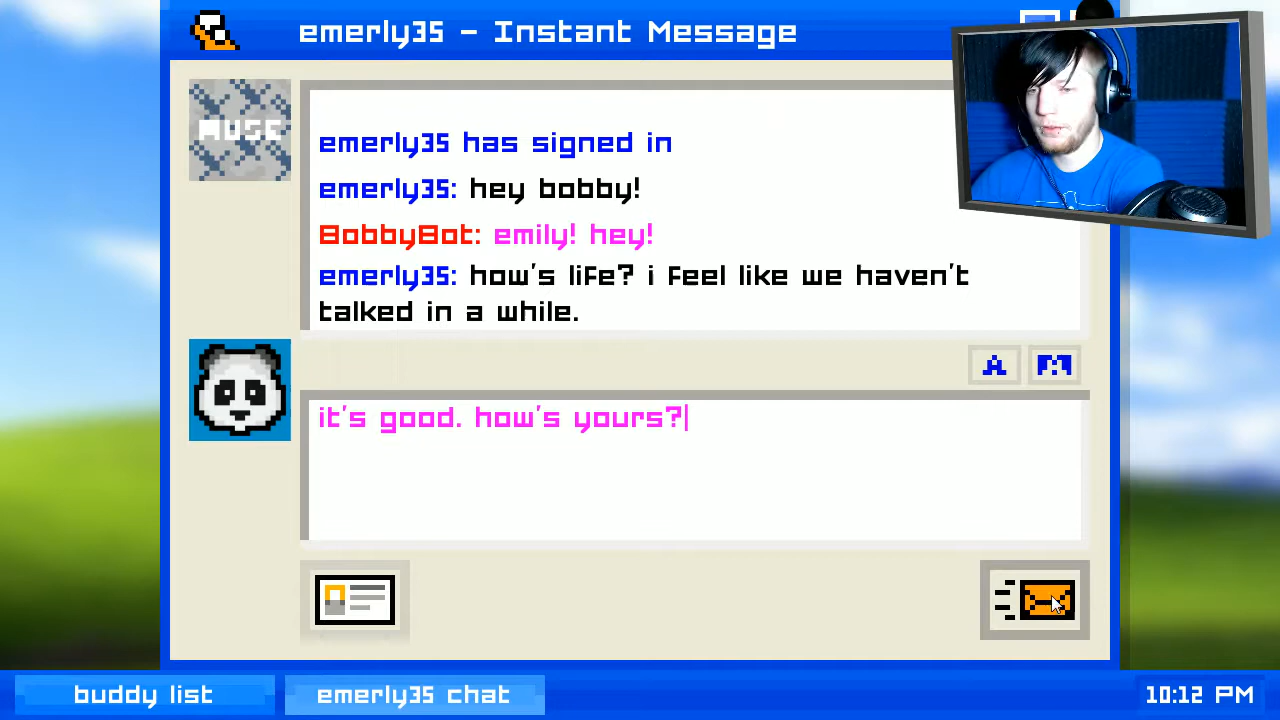 emerly35 - Instant Message
MUSE
emerly35 has signed in
emerly35: hey bobby!
BobbyBot: emily! hey!
emerly35: how's life? i feel like we haven't
talked in a while.
A
it's good. how's yours?
buddy list
emerly35 chat
10:12 PM